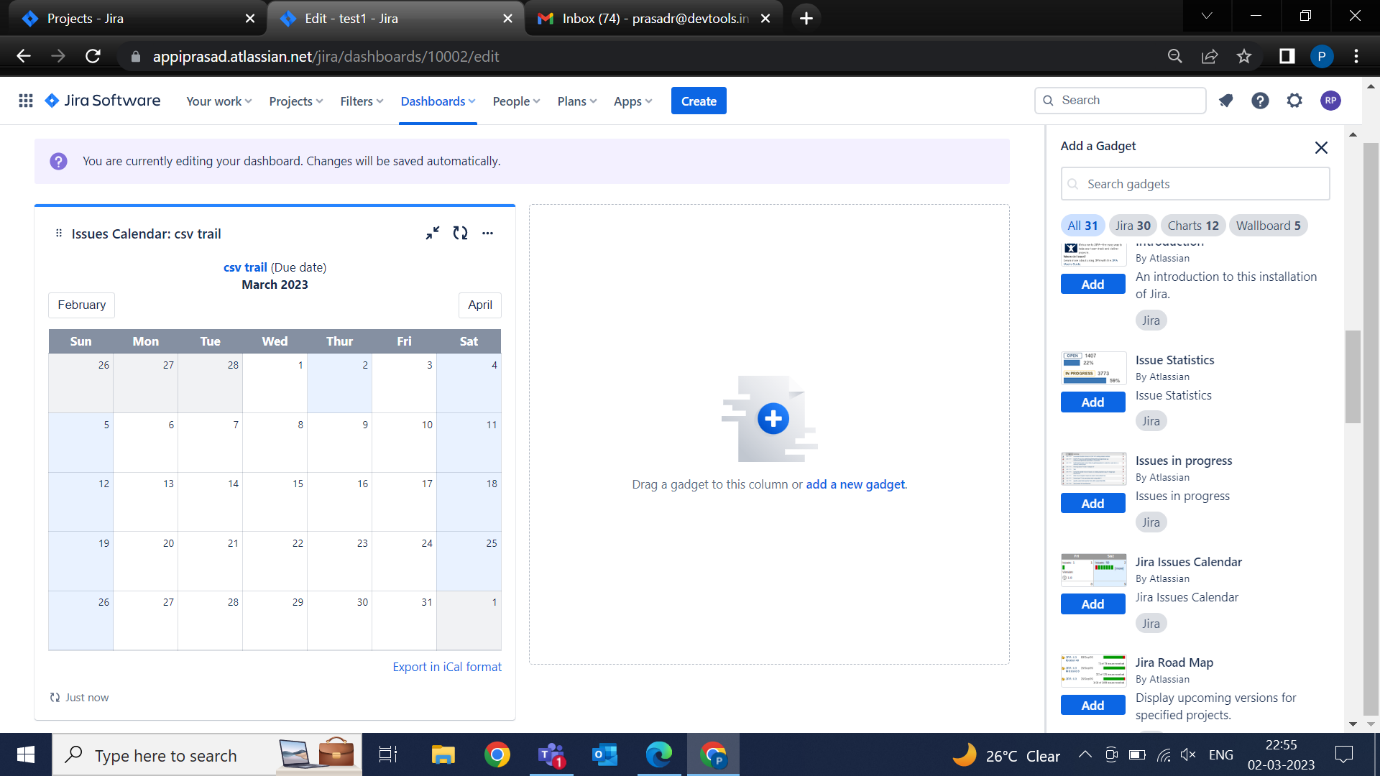 Projects - Jira
Edit - test1 - Jira
Inbox (74) - prasadr@devtools.in
appiprasad.atlassian.net/jira/dashboards/10002/edit
Jira Software Your work Projects Filters Dashboards People Plans Apps Create Search RP
You are currently editing your dashboard. Changes will be saved automatically.
Issues Calendar: csv trail
csv trail (Due date)
March 2023
February April
Sun Mon Tue Wed Thur Fri Sat
26 27 28 1 2 3 4
5 6 7 8 9 10 11
12 13 14 15 16 17 18
19 20 21 22 23 24 25
26 27 28 29 30 31 1
Export in iCal format
Just now
Drag a gadget to this column or add a new gadget.
Add a Gadget
Search gadgets
All 31 Jira 30 Charts 12 Wallboard 5
Introduction
By Atlassian
Add
An introduction to this installation
of Jira.
Jira
OPEN 1407
22%
IN PROGRESS 3773
Issue Statistics
By Atlassian
Add
Issue Statistics
Jira
Issues in progress
By Atlassian
Add
Issues in progress
Jira
Jira Issues Calendar
By Atlassian
Add
Jira Issues Calendar
Jira
Jira Road Map
By Atlassian
Add
Display upcoming versions for
specified projects.
Type here to search
1
P
26°C Clear
ENG
22:55
02-03-2023